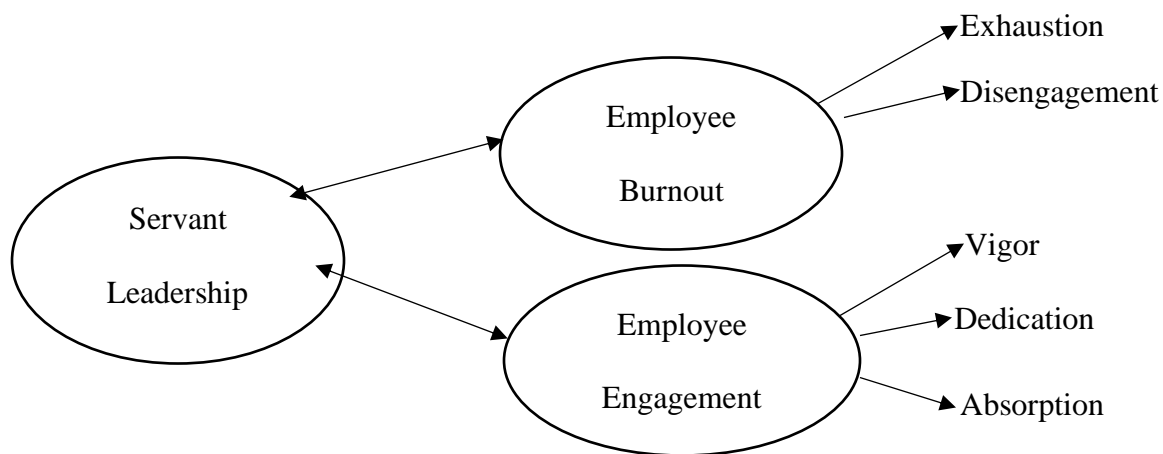 Servant
Leadership
Employee
Burnout
Exhaustion
Disengagement
Employee
Engagement
Vigor
Dedication
Absorption